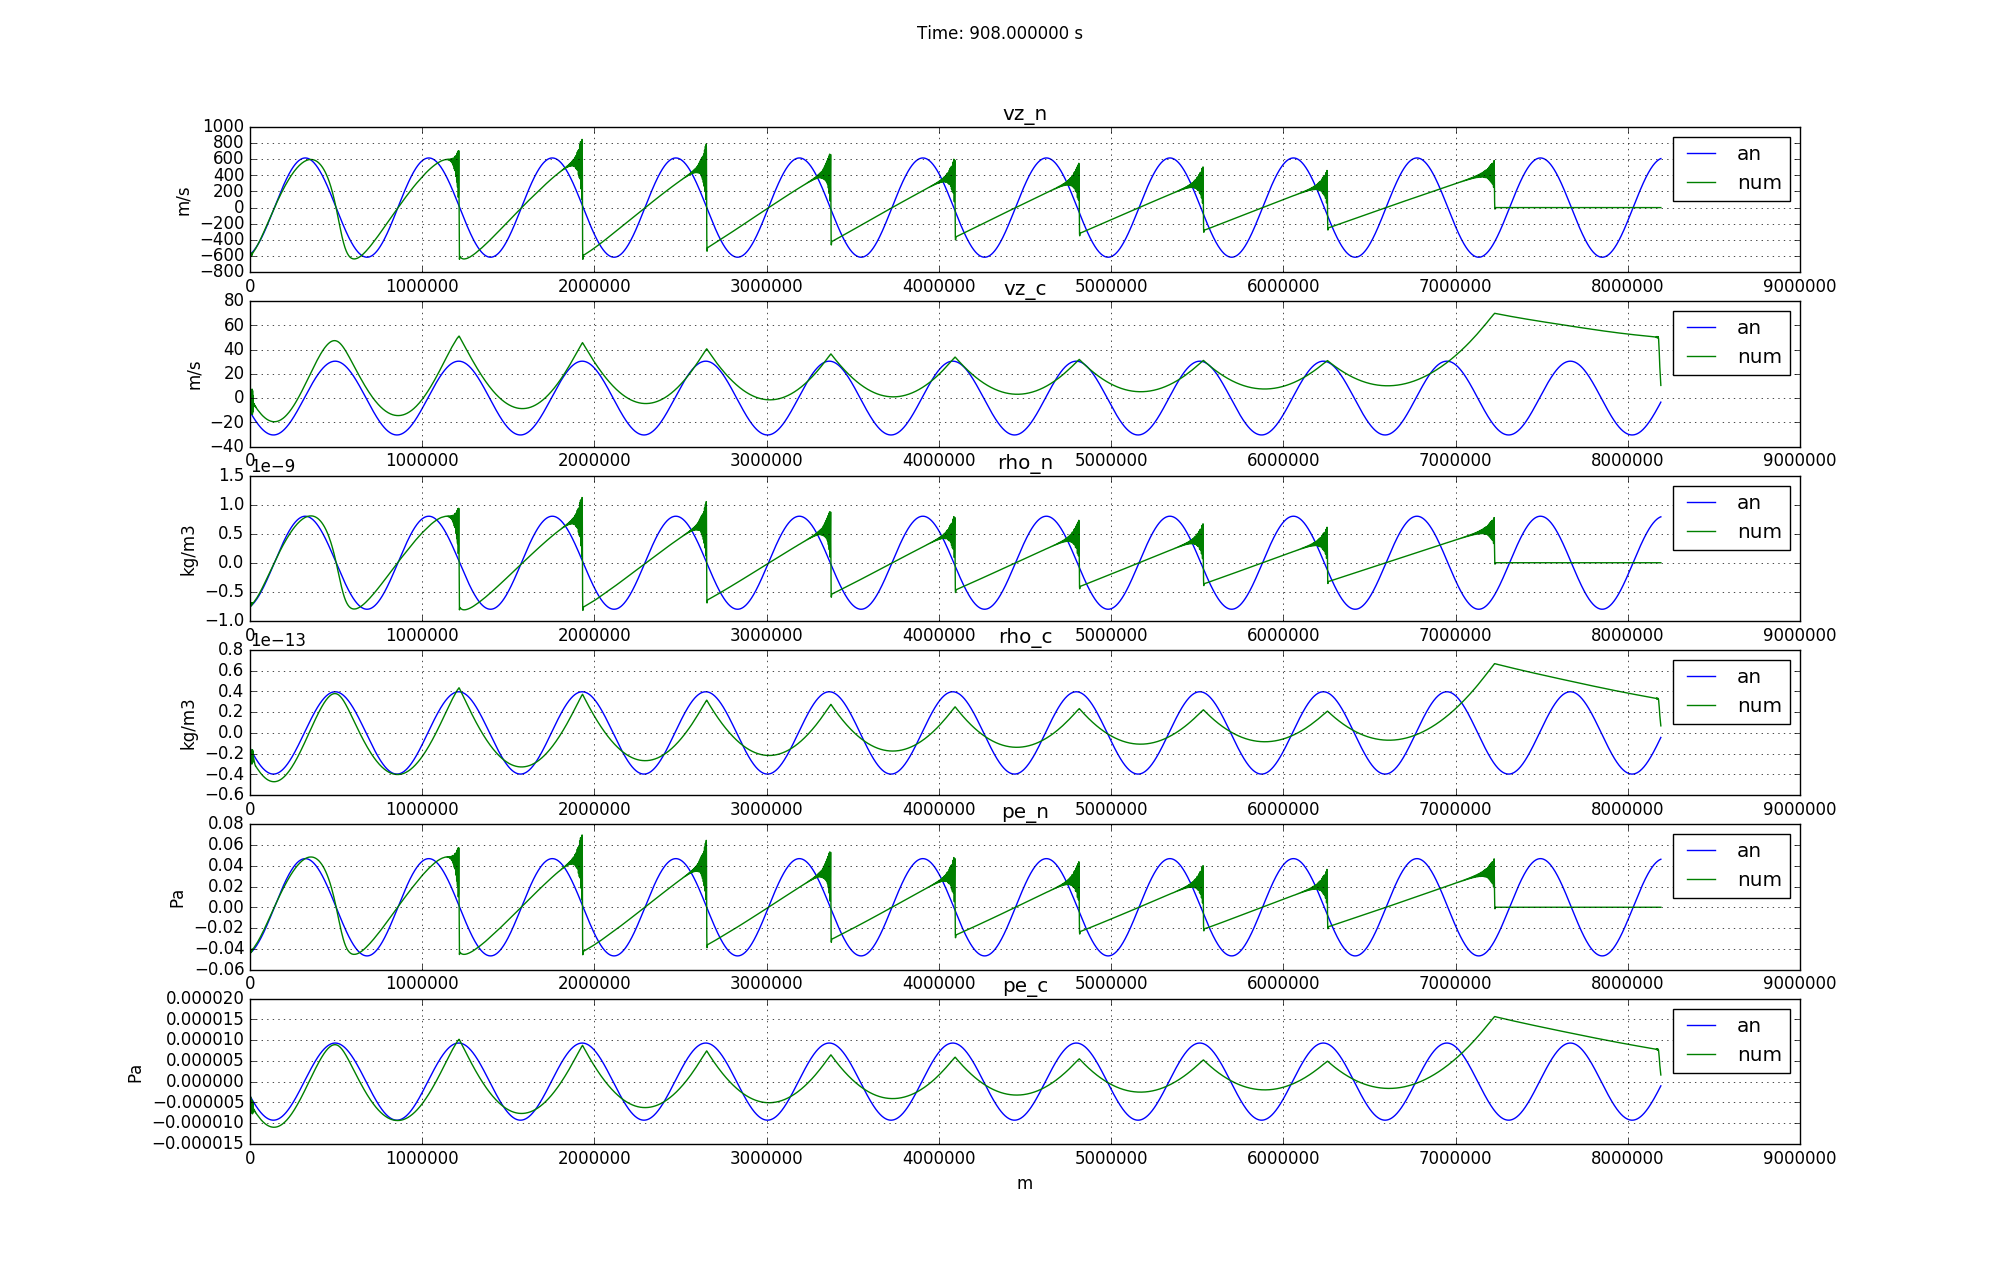 Time: 908.000000 s
vz_n
1000
800
600
400
200
0
−200
−400
−600
−800
m/s
an
num
0 1000000 2000000 3000000 4000000 5000000 6000000 7000000 8000000 9000000
vz_c
80
60
40
20
0
−20
−40
m/s
an
num
0 1000000 2000000 3000000 4000000 5000000 6000000 7000000 8000000 9000000
1e−9
rho_n
1.5
1.0
0.5
0.0
−0.5
−1.0
kg/m3
an
num
0 1000000 2000000 3000000 4000000 5000000 6000000 7000000 8000000 9000000
1e−13
rho_c
0.8
0.6
0.4
0.2
0.0
−0.2
−0.4
−0.6
kg/m3
an
num
0 1000000 2000000 3000000 4000000 5000000 6000000 7000000 8000000 9000000
pe_n
0.08
0.06
0.04
0.02
0.00
−0.02
−0.04
−0.06
Pa
an
num
0 1000000 2000000 3000000 4000000 5000000 6000000 7000000 8000000 9000000
pe_c
0.000020
0.000015
0.000010
0.000005
0.000000
−0.000005
−0.000010
−0.000015
Pa
an
num
0 1000000 2000000 3000000 4000000 5000000 6000000 7000000 8000000 9000000
m